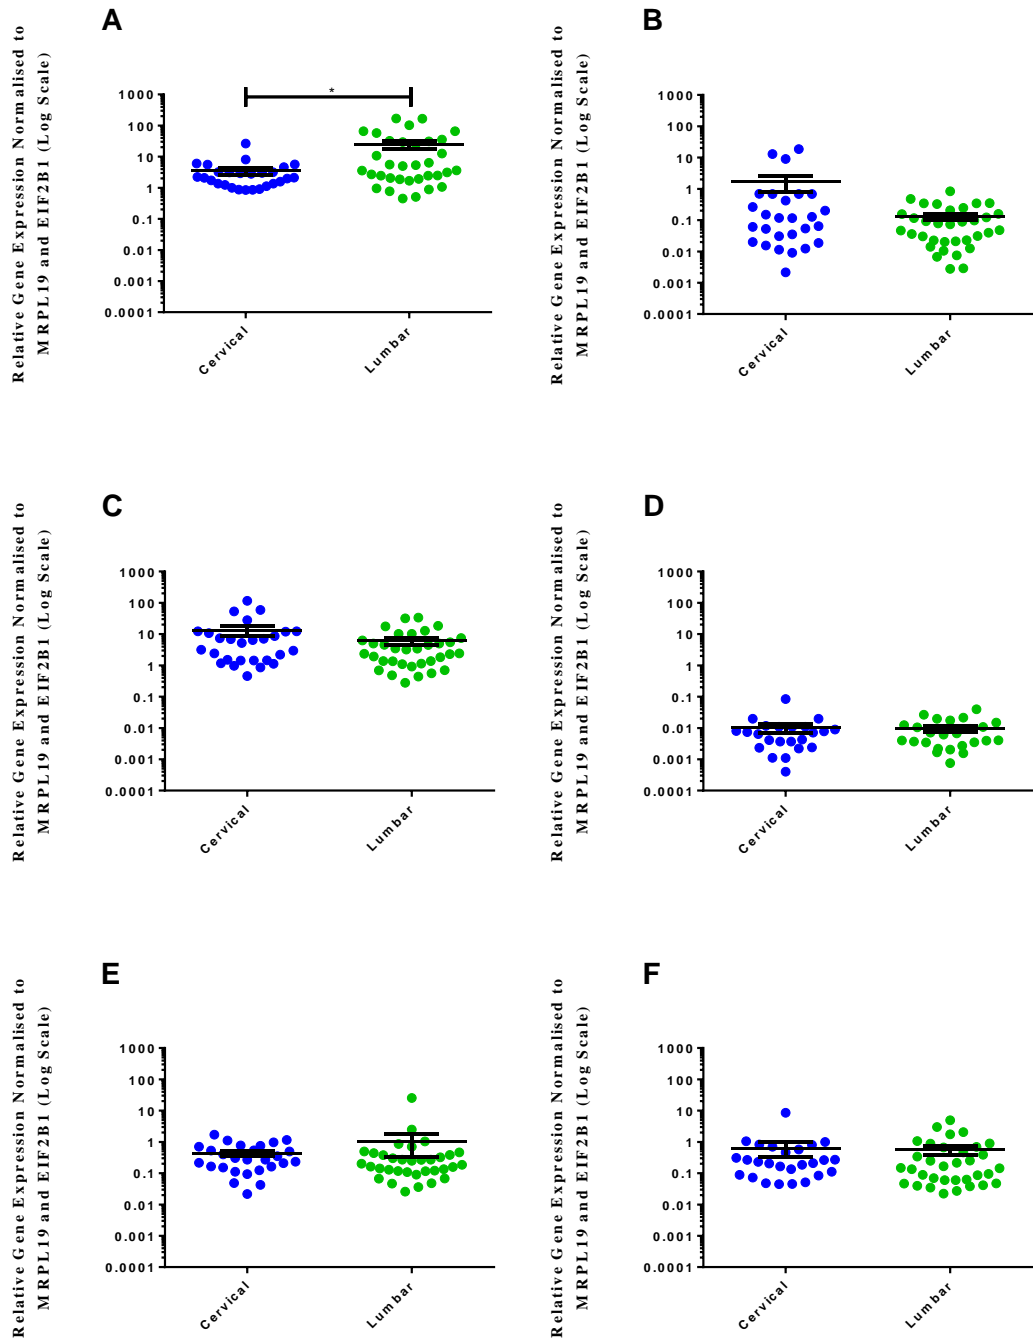 A
Relative Gene Expression Normalised to
MRPL19 and EIF2B1 (Log Scale)
*
1000
100
10
1
0.1
0.01
0.001
0.0001
Cervical
Lumbar
B
Relative Gene Expression Normalised to
MRPL19 and EIF2B1 (Log Scale)
1000
100
10
1
0.1
0.01
0.001
0.0001
Cervical
Lumbar
C
Relative Gene Expression Normalised to
MRPL19 and EIF2B1 (Log Scale)
1000
100
10
1
0.1
0.01
0.001
0.0001
Cervical
Lumbar
D
Relative Gene Expression Normalised to
MRPL19 and EIF2B1 (Log Scale)
1000
100
10
1
0.1
0.01
0.001
0.0001
Cervical
Lumbar
E
Relative Gene Expression Normalised to
MRPL19 and EIF2B1 (Log Scale)
1000
100
10
1
0.1
0.01
0.001
0.0001
Cervical
Lumbar
F
Relative Gene Expression Normalised to
MRPL19 and EIF2B1 (Log Scale)
1000
100
10
1
0.1
0.01
0.001
0.0001
Cervical
Lumbar